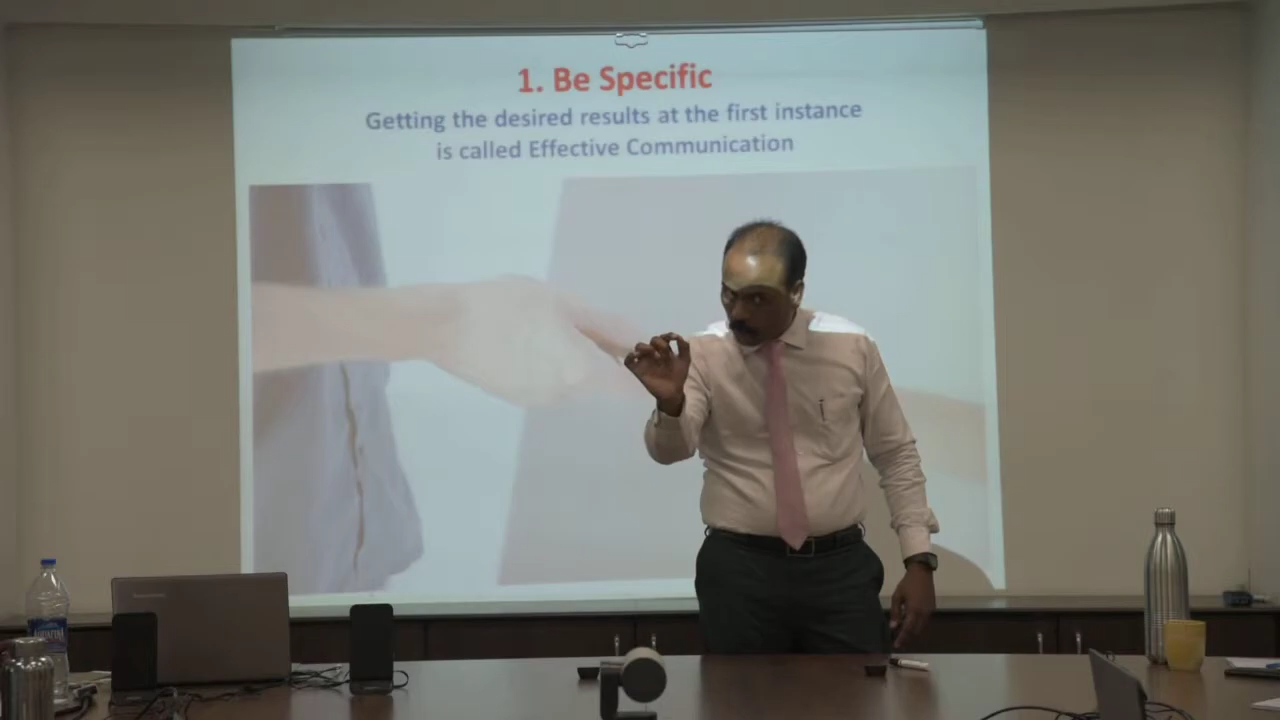 1. Be Specific
Getting the desired results at the first instance
is called Effective Communication